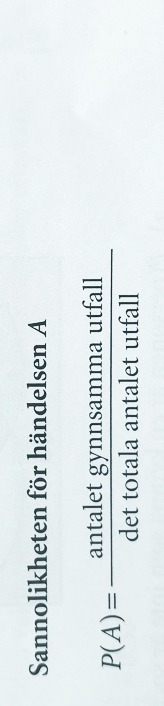 Sannolikheten för händelsen A
P(A) = antalet gynnsamma utfall
det totala antalet utfall